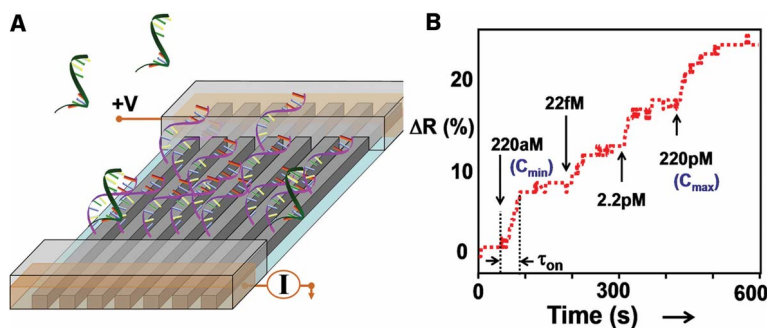 A
+V
I
B
ΔR (%)
20
10
0
220aM
(Cmin)
22fM
2.2pM
220pM
(Cmax)
τon
0
300
600
Time (s) →